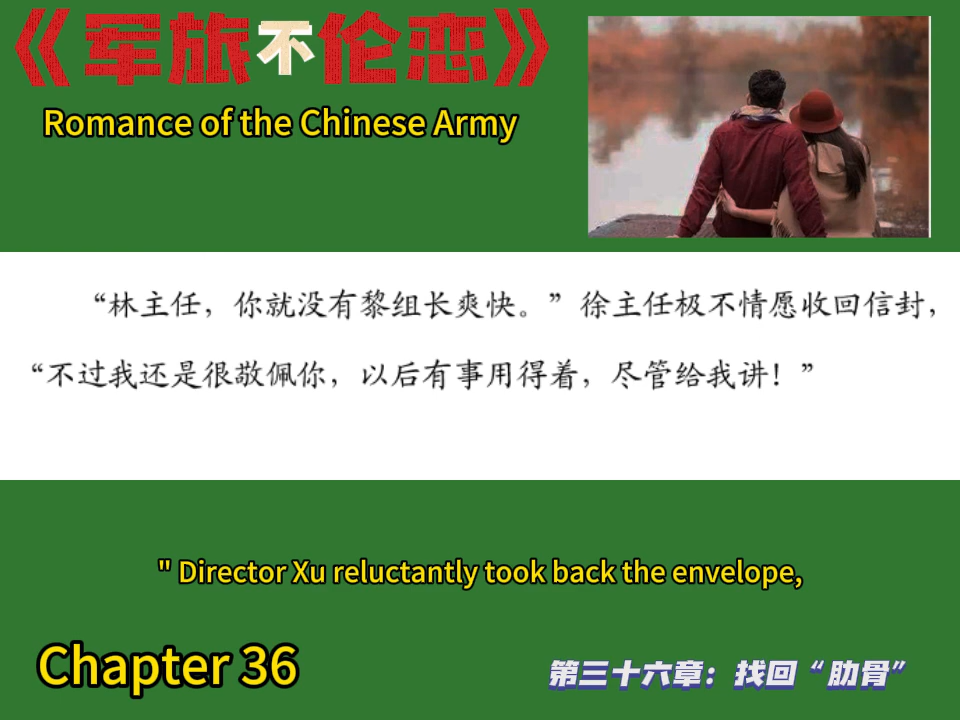 《军旅不伦恋》
Romance of the Chinese Army
“林主任，你就没有黎组长爽快。”徐主任极不情愿收回信封，
“不过我还是很敬佩你，以后有事用得着，尽管给我讲！”
" Director Xu reluctantly took back the envelope,
Chapter 36
第三十六章：找回“肋骨”